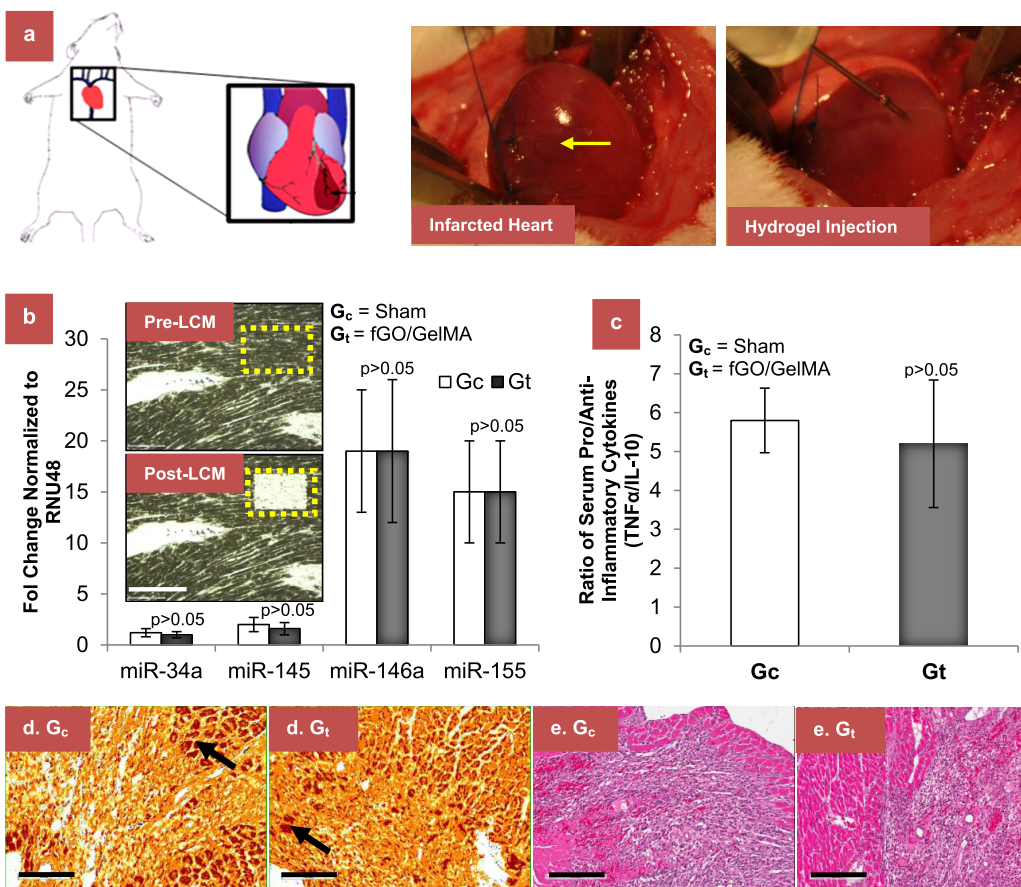 a
Infarcted Heart
Hydrogel Injection
b
Pre-LCM
Post-LCM
Gc = Sham
Gt = fGO/GelMA
Gc Gt
Fol Change Normalized to
RNU48
30
25
20
15
10
5
0
p>0.05
p>0.05
p>0.05
p>0.05
miR-34a miR-145 miR-146a miR-155
c
Gc = Sham
Gt = fGO/GelMA
p>0.05
Ratio of Serum Pro/Anti-
Inflammatory Cytokines
(TNFα/IL-10)
8
7
6
5
4
3
2
1
0
Gc Gt
d. Gc
d. Gt
e. Gc
e. Gt